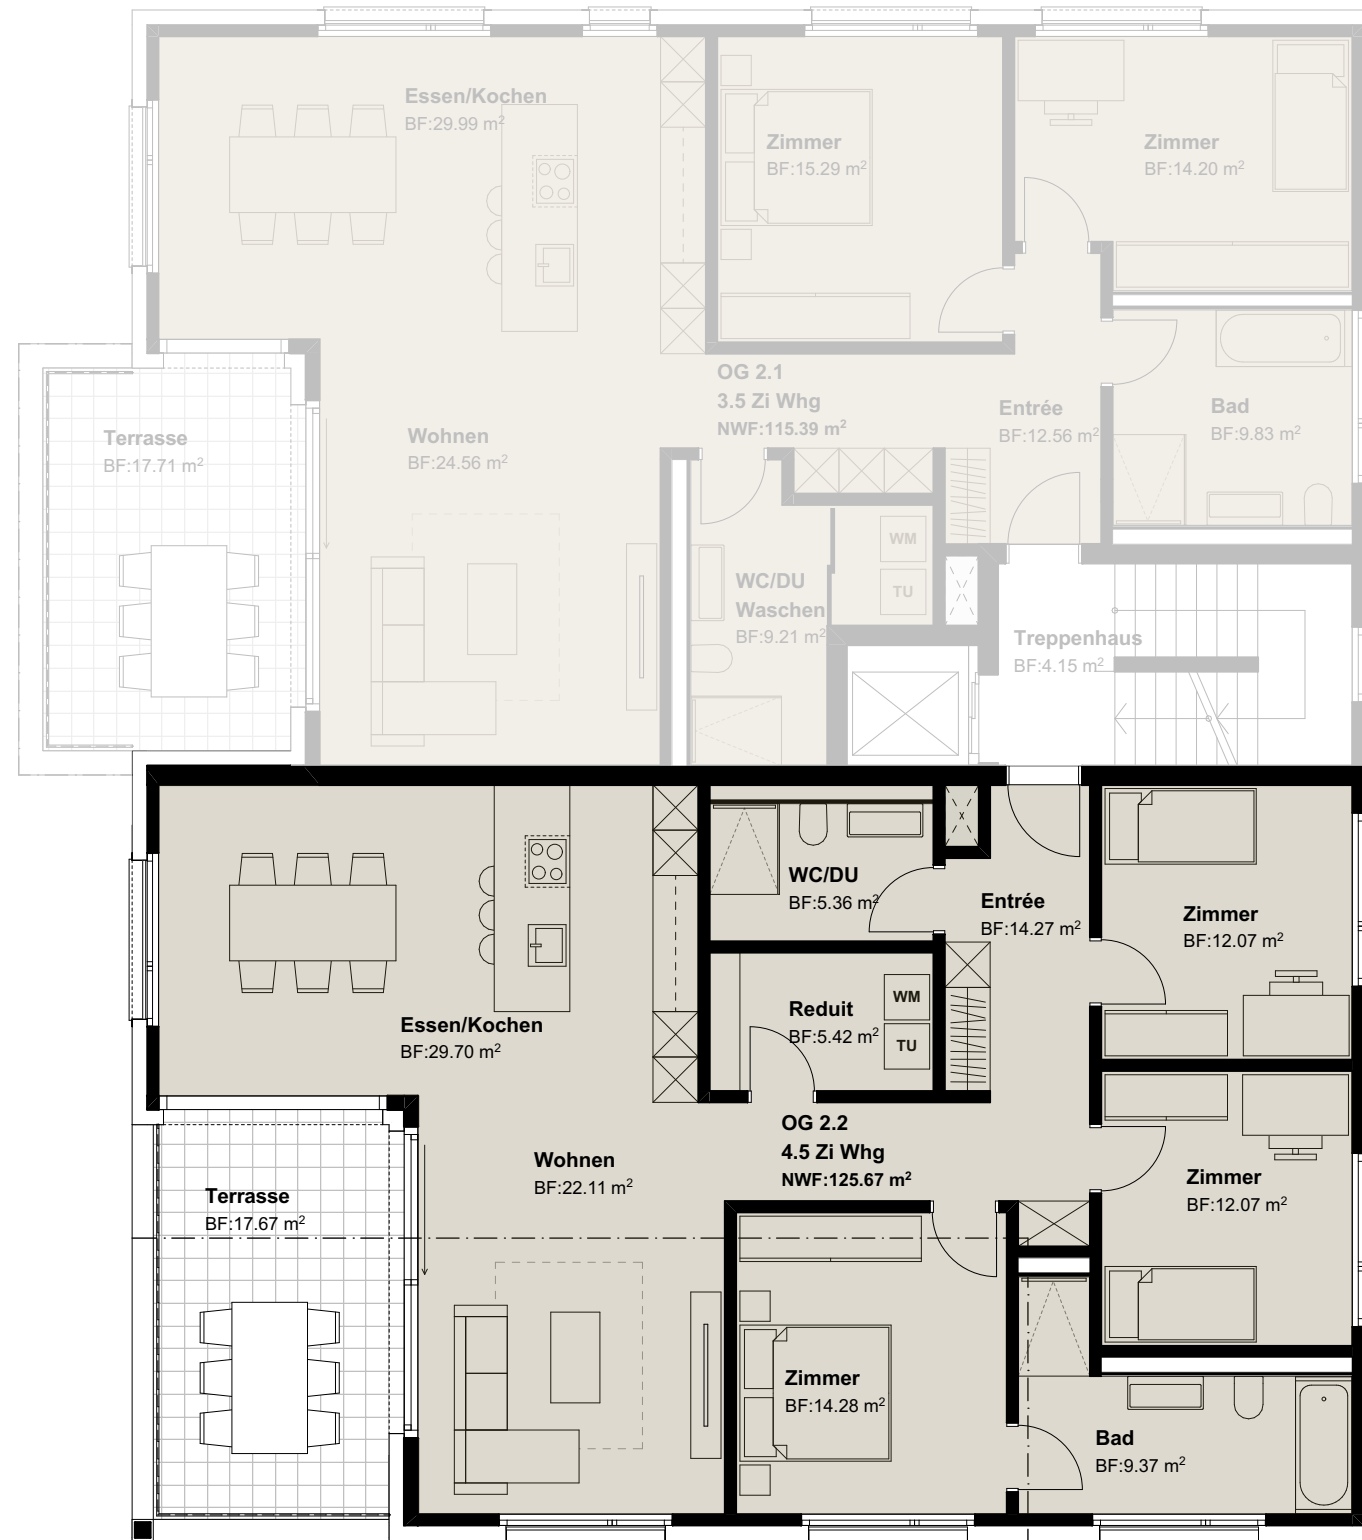 Essen/Kochen
BF:29.99 m²
Zimmer
BF:15.29 m²
Zimmer
BF:14.20 m²
OG 2.1
3.5 Zi Whg
NWF:115.39 m²
Entrée
BF:12.56 m²
Bad
BF:9.83 m²
Terrasse
BF:17.71 m²
Wohnen
BF:24.56 m²
WM
TU
WC/DU
Waschen
BF:9.21 m²
Treppenhaus
BF:4.15 m²
WC/DU
BF:5.36 m²
Entrée
BF:14.27 m²
Zimmer
BF:12.07 m²
Reduit
BF:5.42 m²
WM
TU
Essen/Kochen
BF:29.70 m²
OG 2.2
4.5 Zi Whg
NWF:125.67 m²
Wohnen
BF:22.11 m²
Zimmer
BF:12.07 m²
Terrasse
BF:17.67 m²
Zimmer
BF:14.28 m²
Bad
BF:9.37 m²